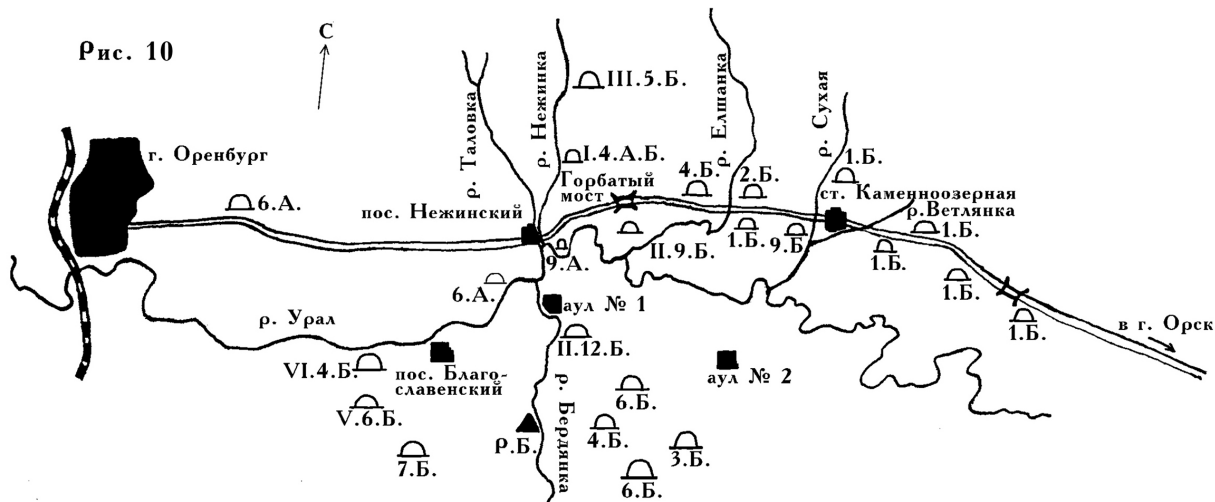 Рис. 10
С
г. Оренбург
6.А.
р. Таловка
р. Нежинка
III.5.Б.
I.4.А.Б.
Горбатый
мост
р. Елшанка
4.Б.
2.Б.
р. Сухая
1.Б.
ст. Каменноозерная
р.Ветлянка
1.Б.
пос. Нежинский
9.А.
II.9.Б.
1.Б.
9.Б.
1.Б.
1.Б.
1.Б.
в г. Орск
6.А.
аул № 1
р. Урал
II.12.Б.
VI.4.Б.
пос. Благо-
славенский
аул № 2
V.6.Б.
7.Б.
р.Б.
р. Бердянка
6.Б.
4.Б.
3.Б.
6.Б.